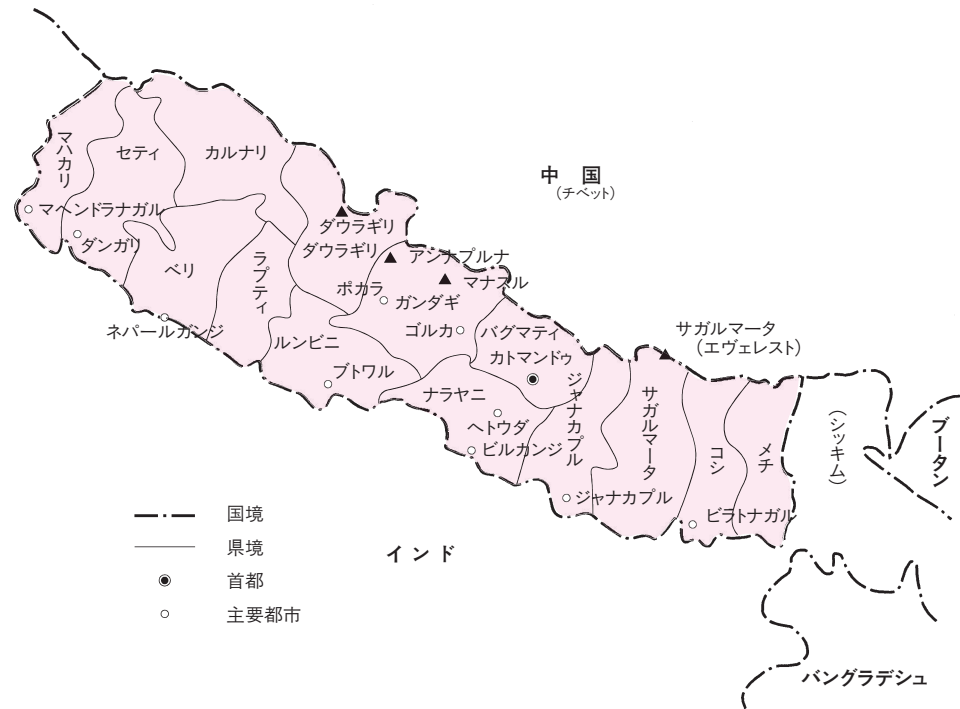 中国
(チベット)
マハカリ
セティ
カルナリ
マヘンドラナガル
ダンガリ
ベリ
ラプティ
ネパールガンジ
ダウラギリ
ダウラギリ
アンナプルナ
マナスル
ポカラ
ガンダギ
ゴルカ
バグマティ
カトマンドゥ
ルンビニ
ブトワル
ナラヤニ
ヘトウダ
ビルカンジ
ジャナカプル
ジャナカプル
サガルマータ
(エヴェレスト)
サガルマータ
コシ
メチ
ビラトナガル
(シッキム)
ブータン
インド
バングラデシュ
国境
県境
首都
主要都市